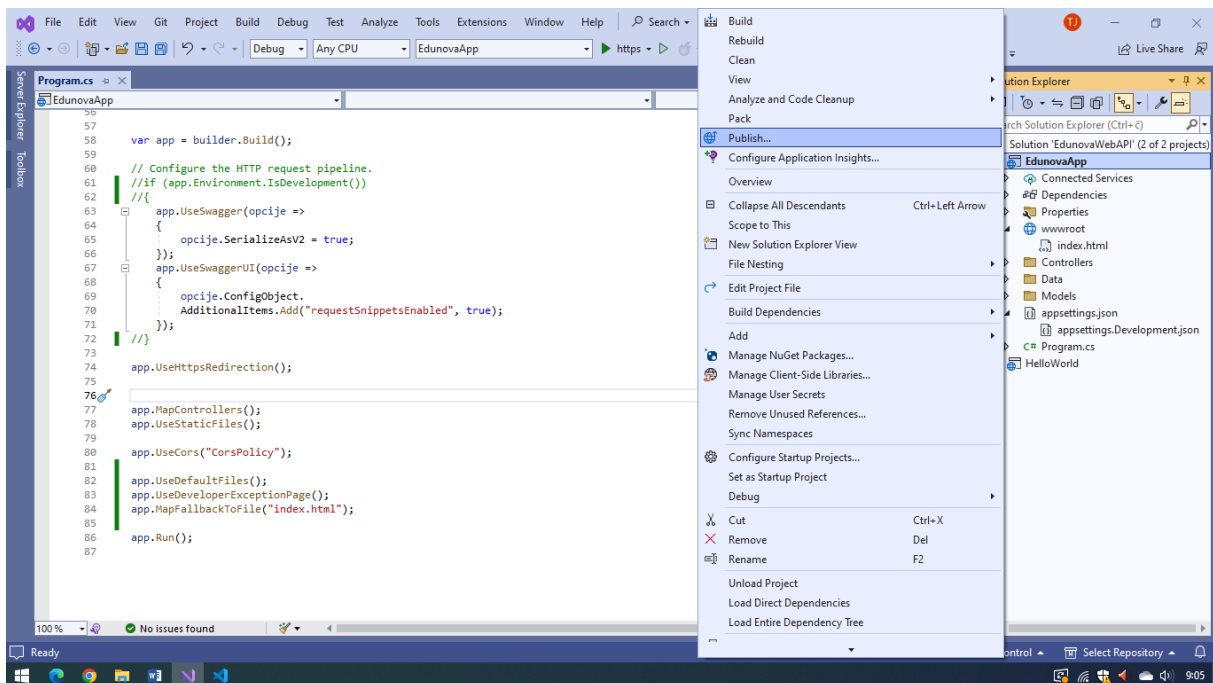 File Edit View Git Project Build Debug Test Analyze Tools Extensions Window Help Search
TJ
Debug Any CPU EdunovaApp https
Live Share
Server Explorer
Toolbox
Program.cs
EdunovaApp
56
57
58 var app = builder.Build();
59
60 // Configure the HTTP request pipeline.
61 //if (app.Environment.IsDevelopment())
62 //{
63 app.UseSwagger(opcije =>
64 {
65 opcije.SerializeAsV2 = true;
66 });
67 app.UseSwaggerUI(opcije =>
68 {
69 opcije.ConfigObject.
70 AdditionalItems.Add("requestSnippetsEnabled", true);
71 });
72 //}
73
74 app.UseHttpsRedirection();
75
76
77 app.MapControllers();
78 app.UseStaticFiles();
79
80 app.UseCors("CorsPolicy");
81
82 app.UseDefaultFiles();
83 app.UseDeveloperExceptionPage();
84 app.MapFallbackToFile("index.html");
85
86 app.Run();
87
100 % No issues found
Build
Rebuild
Clean
View
Analyze and Code Cleanup
Pack
Publish...
Configure Application Insights...
Overview
Collapse All Descendants Ctrl+Left Arrow
Scope to This
New Solution Explorer View
File Nesting
Edit Project File
Build Dependencies
Add
Manage NuGet Packages...
Manage Client-Side Libraries...
Manage User Secrets
Remove Unused References...
Sync Namespaces
Configure Startup Projects...
Set as Startup Project
Debug
Cut Ctrl+X
Remove Del
Rename F2
Unload Project
Load Direct Dependencies
Load Entire Dependency Tree
ution Explorer
rch Solution Explorer (Ctrl+č)
Solution 'EdunovaWebAPI' (2 of 2 projects)
EdunovaApp
Connected Services
Dependencies
Properties
wwwroot
index.html
Controllers
Data
Models
appsettings.json
appsettings.Development.json
C# Program.cs
HelloWorld
Ready
ontrol Select Repository
9:05